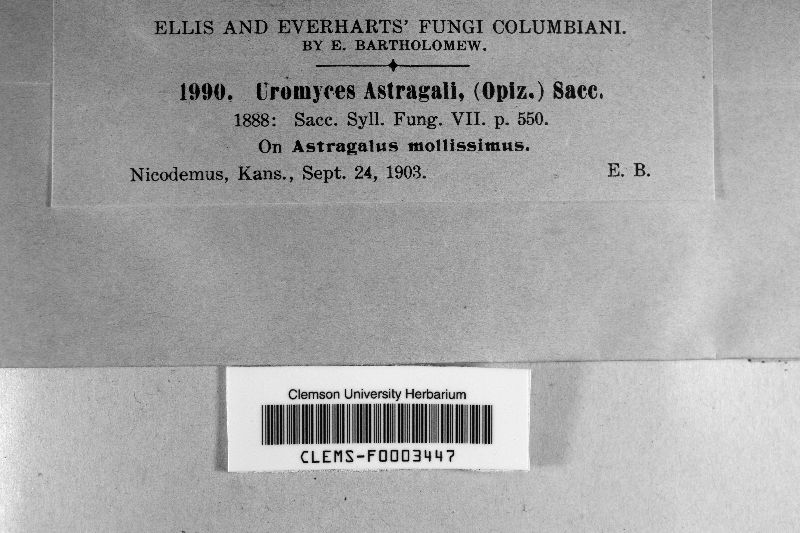 ELLIS AND EVERHARTS' FUNGI COLUMBIANI.
BY E. BARTHOLOMEW.
1990. Uromyces Astragali, (Opiz.) Sacc.
1888: Sacc. Syll. Fung. VII. p. 550.
On Astragalus mollissimus.
Nicodemus, Kans., Sept. 24, 1903. E. B.
Clemson University Herbarium
CLEMS-F0003447